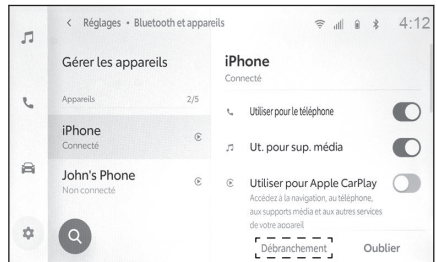 < Réglages • Bluetooth et appareils
4:12
Gérer les appareils
Appareils 2/5
iPhone
Connecté
John's Phone
Non connecté
iPhone
Connecté
Utiliser pour le téléphone
Ut. pour sup. média
Utiliser pour Apple CarPlay
Accédez à la navigation, au téléphone,
aux supports média et aux autres services
de votre appareil
Débranchement Oublier